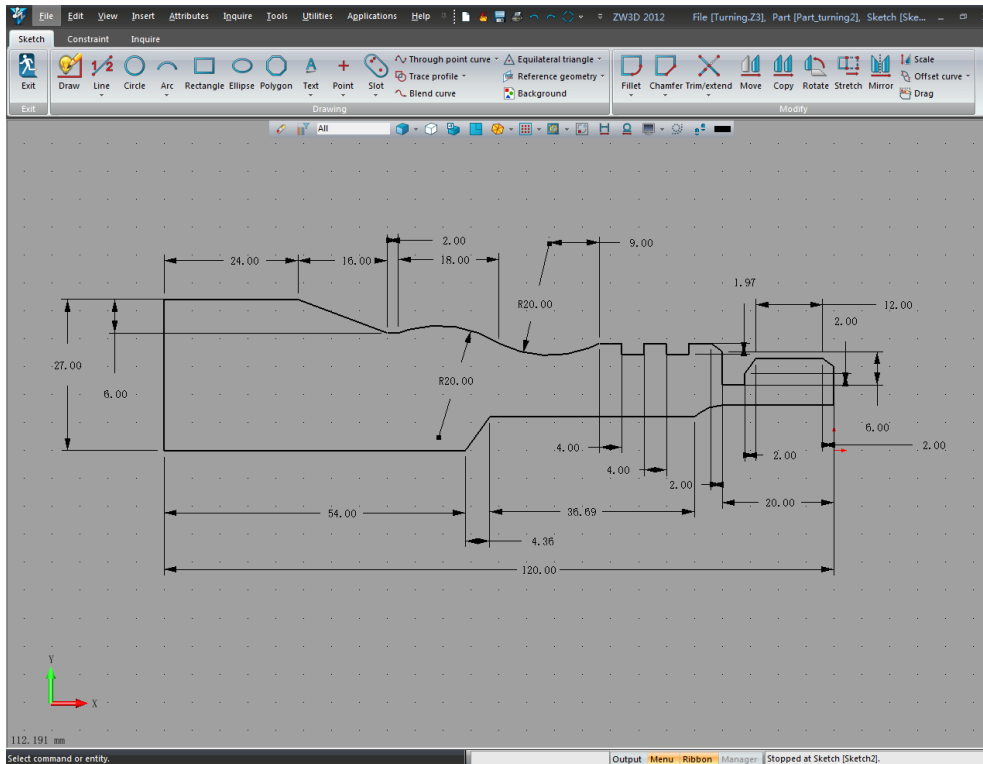 File Edit View Insert Attributes Inquire Tools Utilities Applications Help ZW3D 2012 File [Turning.Z3], Part [Part_turning2], Sketch [Ske...
Sketch Constraint Inquire
Exit Draw Line Circle Arc Rectangle Ellipse Polygon Text Point Slot
Through point curve Equilateral triangle
Trace profile Reference geometry
Blend curve Background
Fillet Chamfer Trim/extend Move Copy Rotate Stretch Mirror
Scale
Offset curve
Drag
Exit Drawing Modify
All
2.00 9.00
24.00 16.00 18.00
1.97
R20.00 12.00
2.00
27.00
6.00
R20.00
6.00
4.00 2.00 2.00
4.00
2.00
20.00
54.00 36.69
4.36
120.00
Y
X
112.191 mm
Select command or entity. Output Menu Ribbon Manager Stopped at Sketch [Sketch2].